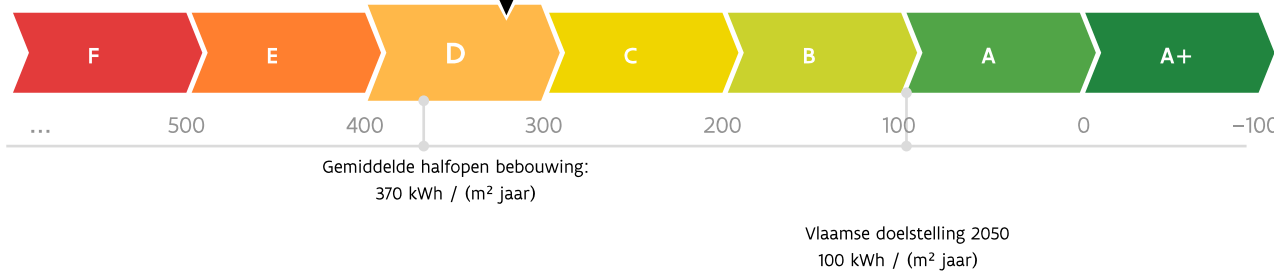 F E D C B A A+
... 500 400 300 200 100 0 −100
Gemiddelde halfopen bebouwing:
370 kWh / (m² jaar)
Vlaamse doelstelling 2050
100 kWh / (m² jaar)